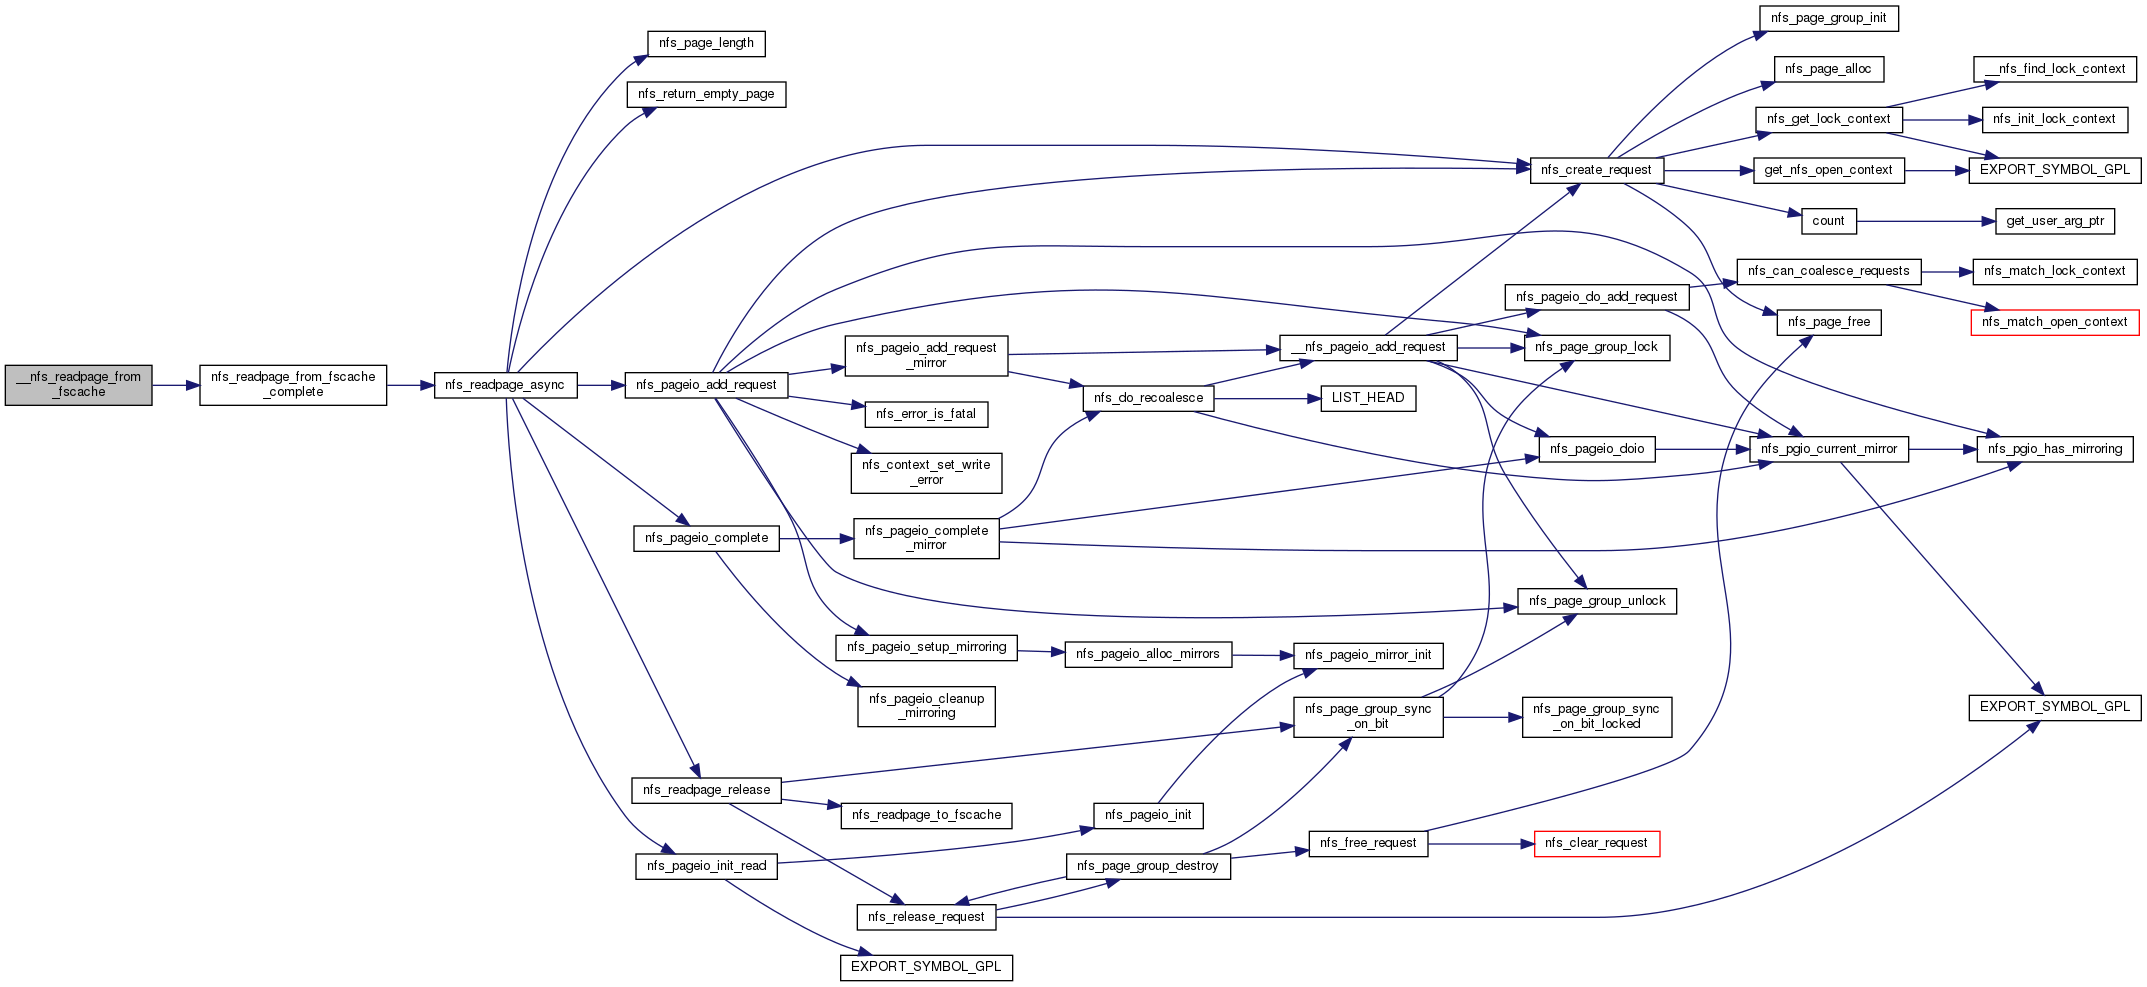 __nfs_readpage_from
_fscache
nfs_readpage_from_fscache
_complete
nfs_readpage_async
nfs_page_length
nfs_return_empty_page
nfs_pageio_add_request
nfs_pageio_complete
nfs_readpage_release
nfs_pageio_init_read
nfs_pageio_add_request
_mirror
nfs_error_is_fatal
nfs_context_set_write
_error
nfs_pageio_complete
_mirror
nfs_pageio_setup_mirroring
nfs_pageio_cleanup
_mirroring
nfs_readpage_to_fscache
nfs_release_request
EXPORT_SYMBOL_GPL
nfs_do_recoalesce
nfs_pageio_alloc_mirrors
nfs_pageio_init
nfs_page_group_destroy
__nfs_pageio_add_request
LIST_HEAD
nfs_pageio_mirror_init
nfs_page_group_sync
_on_bit
nfs_free_request
nfs_create_request
nfs_pageio_do_add_request
nfs_page_group_lock
nfs_pageio_doio
nfs_page_group_unlock
nfs_page_group_sync
_on_bit_locked
nfs_clear_request
nfs_page_group_init
nfs_page_alloc
nfs_get_lock_context
get_nfs_open_context
count
nfs_can_coalesce_requests
nfs_page_free
nfs_pgio_current_mirror
__nfs_find_lock_context
nfs_init_lock_context
EXPORT_SYMBOL_GPL
get_user_arg_ptr
nfs_match_lock_context
nfs_match_open_context
nfs_pgio_has_mirroring
EXPORT_SYMBOL_GPL